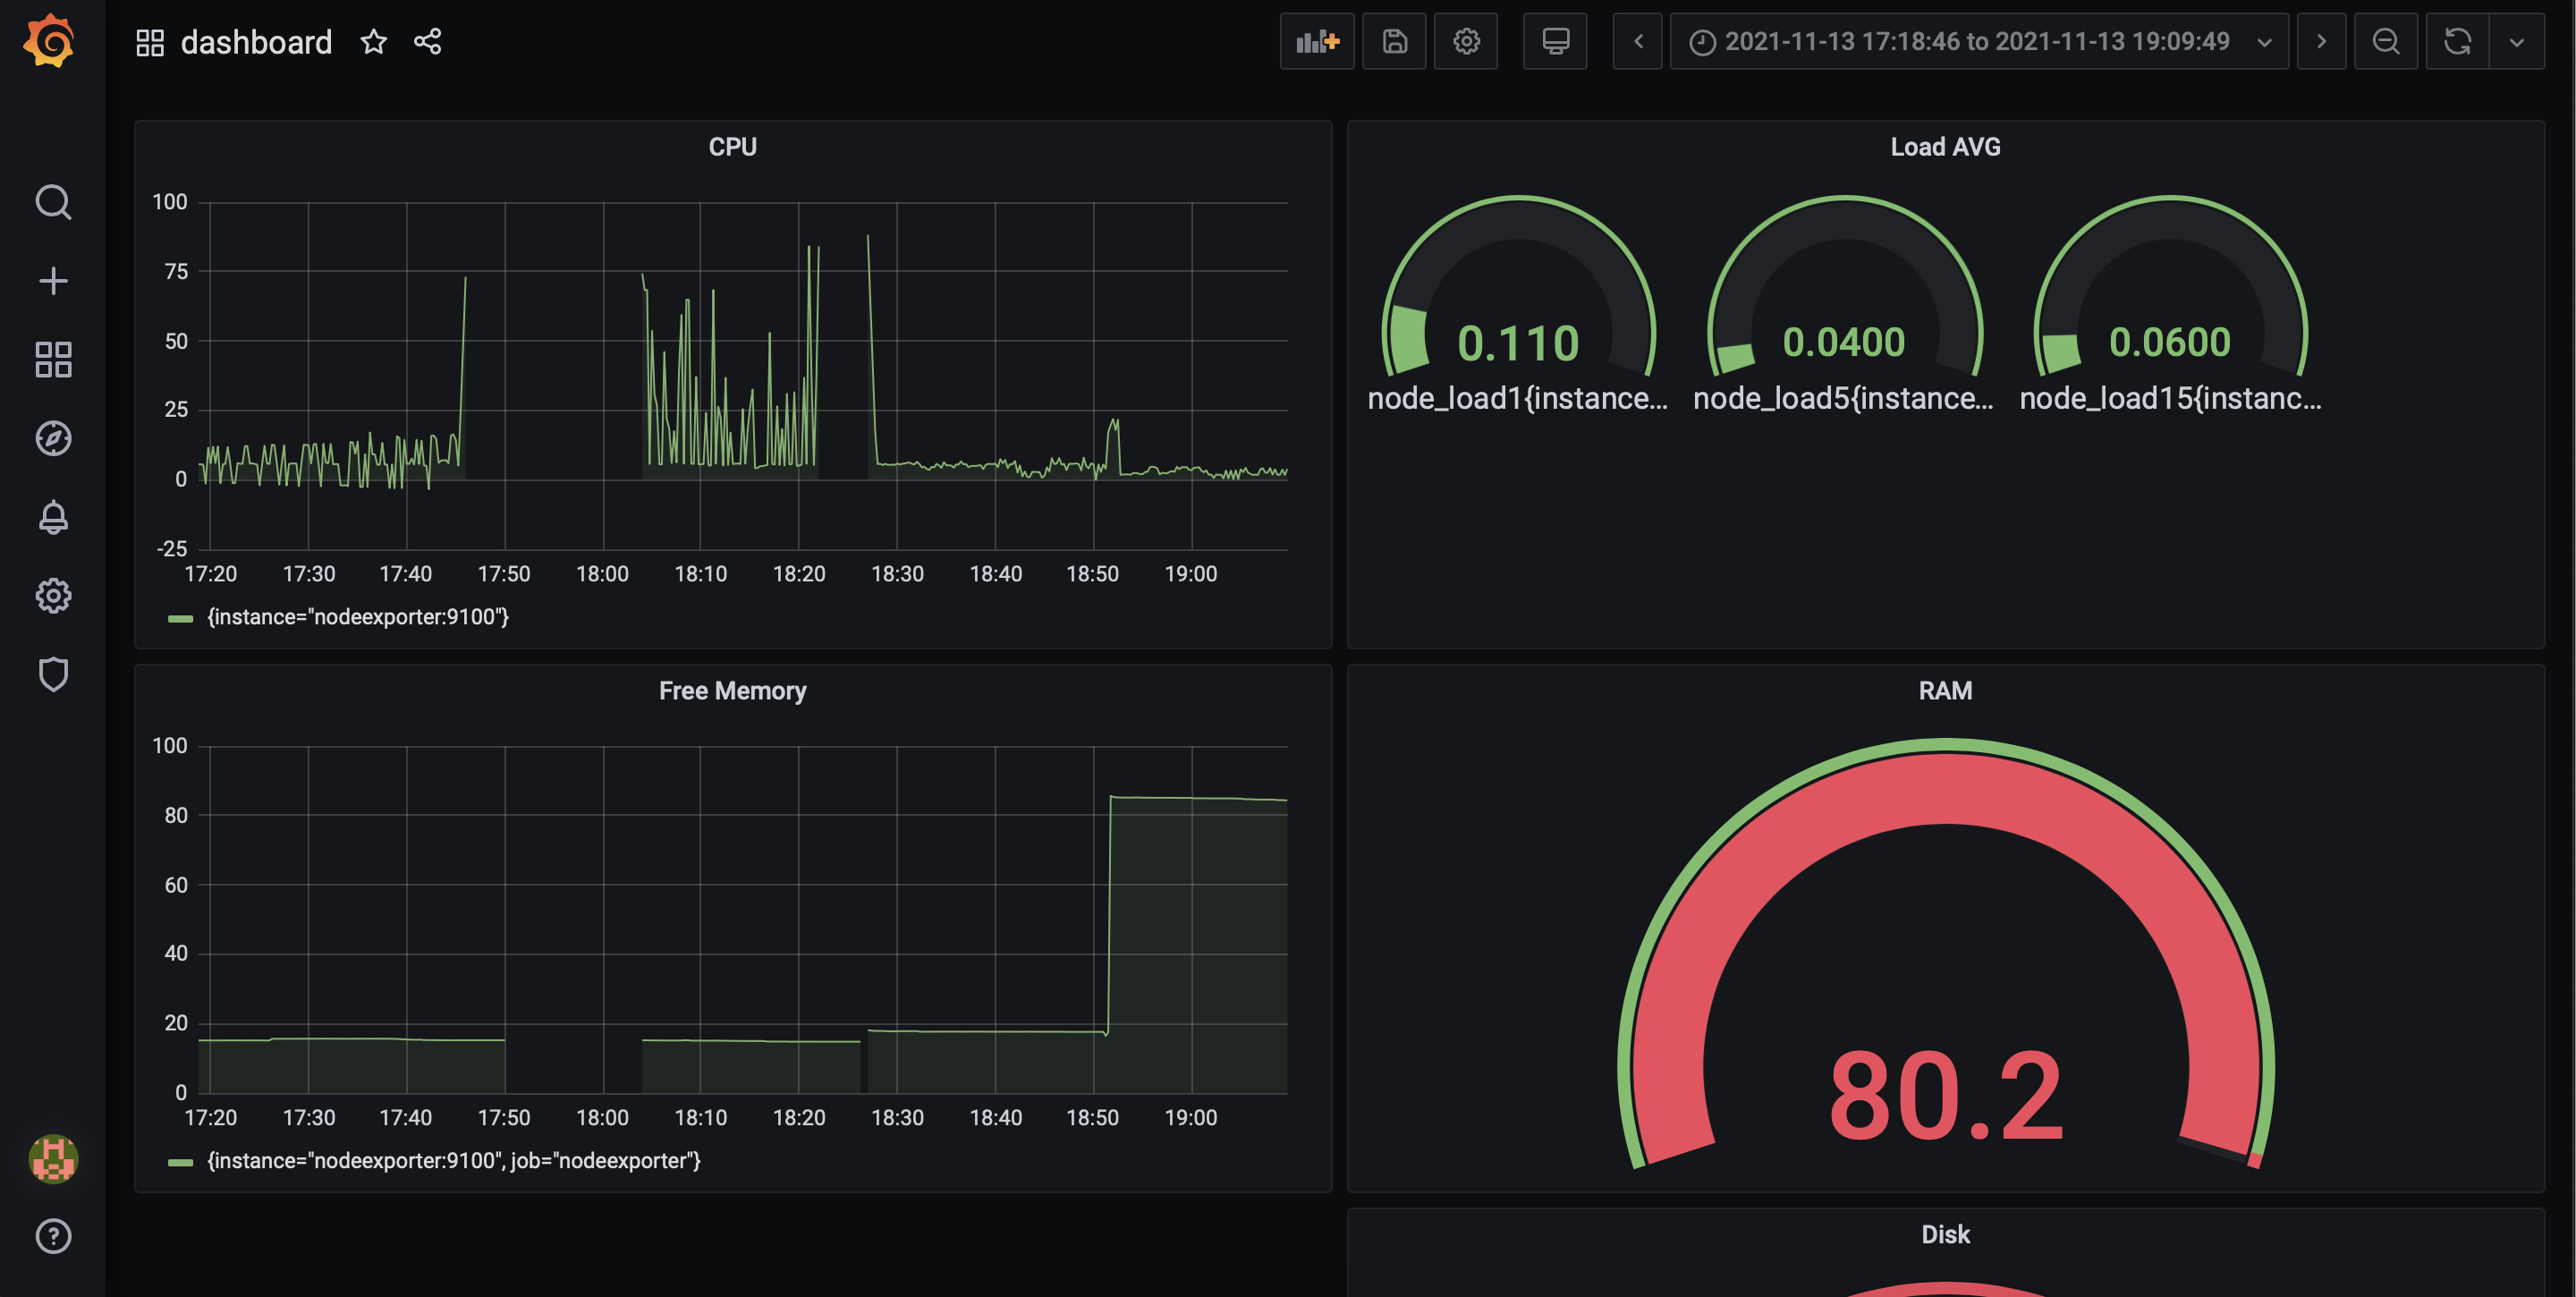 dashboard
2021-11-13 17:18:46 to 2021-11-13 19:09:49
CPU
100
75
50
25
0
-25
17:20 17:30 17:40 17:50 18:00 18:10 18:20 18:30 18:40 18:50 19:00
{instance="nodeexporter:9100"}
Load AVG
0.110 0.0400 0.0600
node_load1{instance... node_load5{instance... node_load15{instanc...
Free Memory
100
80
60
40
20
0
17:20 17:30 17:40 17:50 18:00 18:10 18:20 18:30 18:40 18:50 19:00
{instance="nodeexporter:9100", job="nodeexporter"}
RAM
80.2
Disk